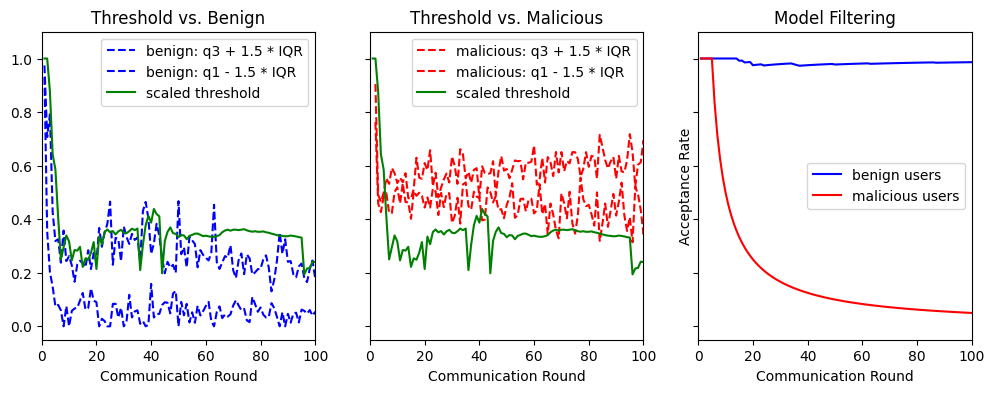 Threshold vs. Benign
benign: q3 + 1.5 * IQR
benign: q1 - 1.5 * IQR
scaled threshold
1.0
0.8
0.6
0.4
0.2
0.0
0 20 40 60 80 100
Communication Round
Threshold vs. Malicious
malicious: q3 + 1.5 * IQR
malicious: q1 - 1.5 * IQR
scaled threshold
0 20 40 60 80 100
Communication Round
Model Filtering
Acceptance Rate
benign users
malicious users
0 20 40 60 80 100
Communication Round